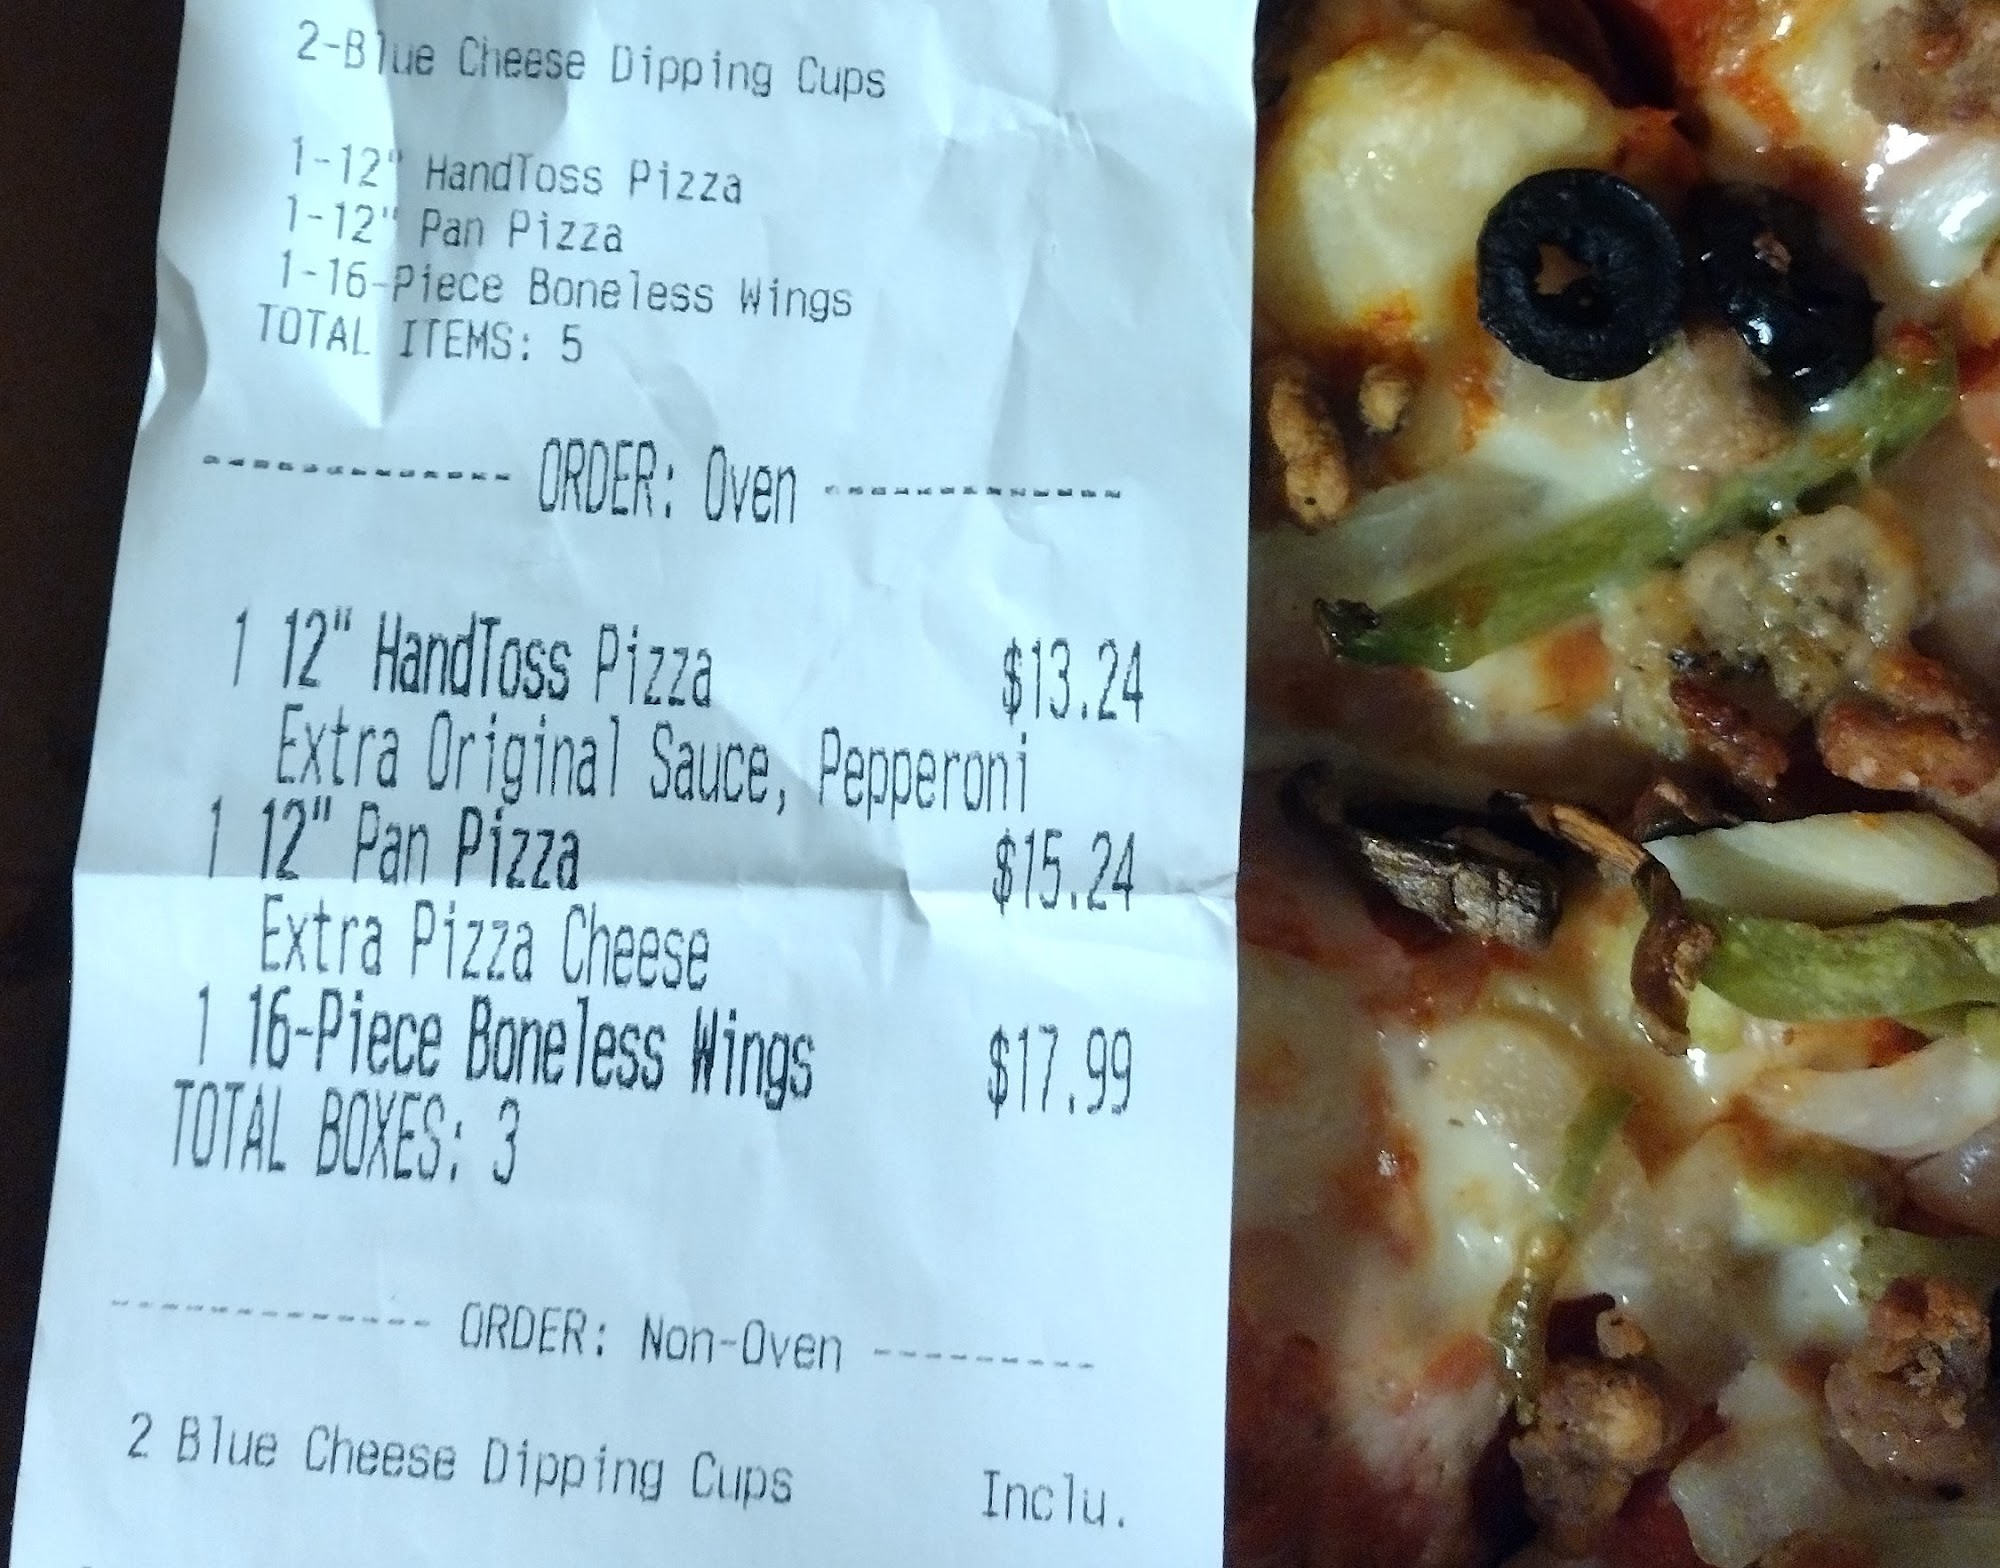 2-Blue Cheese Dipping Cups
1-12" HandToss Pizza
1-12" Pan Pizza
1-16-Piece Boneless Wings
TOTAL ITEMS: 5
------------- ORDER: Oven -------------
1 12" HandToss Pizza $13.24
Extra Original Sauce, Pepperoni
1 12" Pan Pizza $15.24
Extra Pizza Cheese
1 16-Piece Boneless Wings $17.99
TOTAL BOXES: 3
------------- ORDER: Non-Oven ---------
2 Blue Cheese Dipping Cups Inclu.